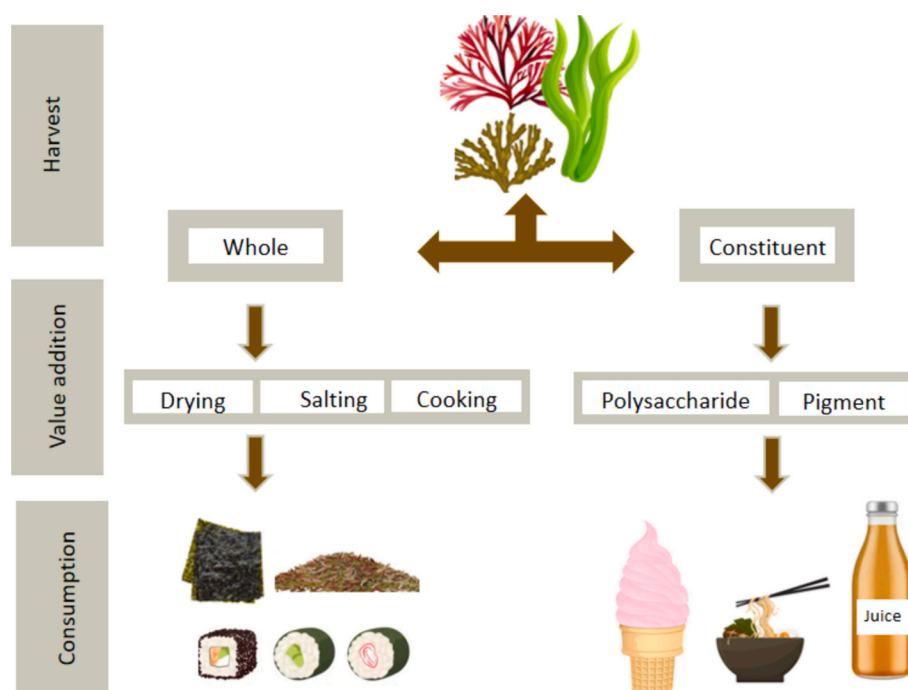 Harvest
Whole
Constituent
Value addition
Drying
Salting
Cooking
Polysaccharide
Pigment
Consumption
Juice